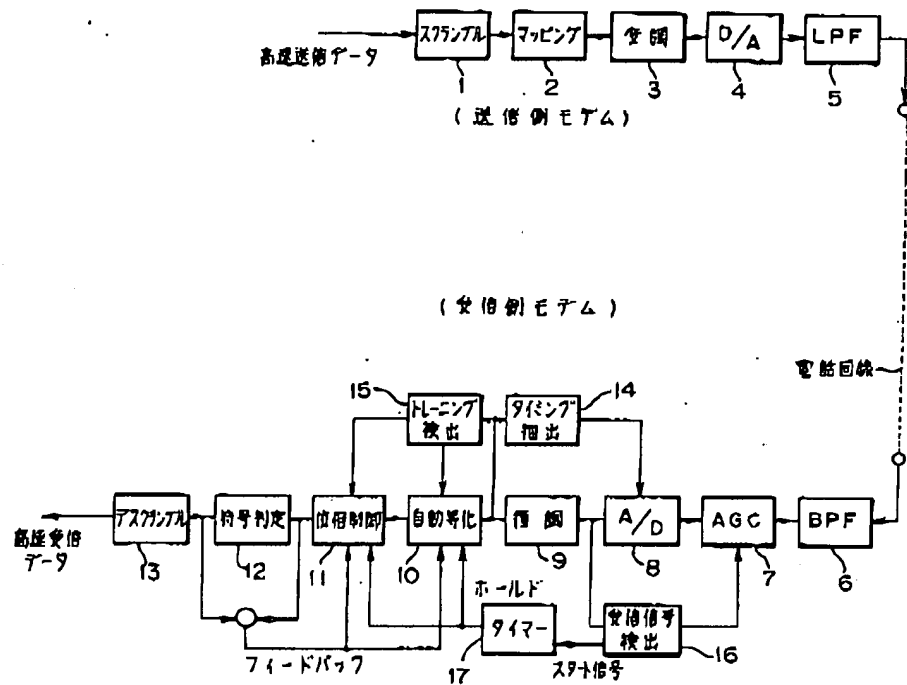 高速送信データ
スクランブル
マッピング
変調
D/A
LPF
1
2
3
4
5
(送信側モデム)
(受信側モデム)
電話回線
15
トレーニング
検出
タイミング
抽出
14
高速受信
データ
デスクランブル
符号判定
位相制御
自動等化
復調
A/D
AGC
BPF
13
12
11
10
9
8
7
6
ホールド
タイマー
17
受信信号
検出
16
スタート信号
フィードバック